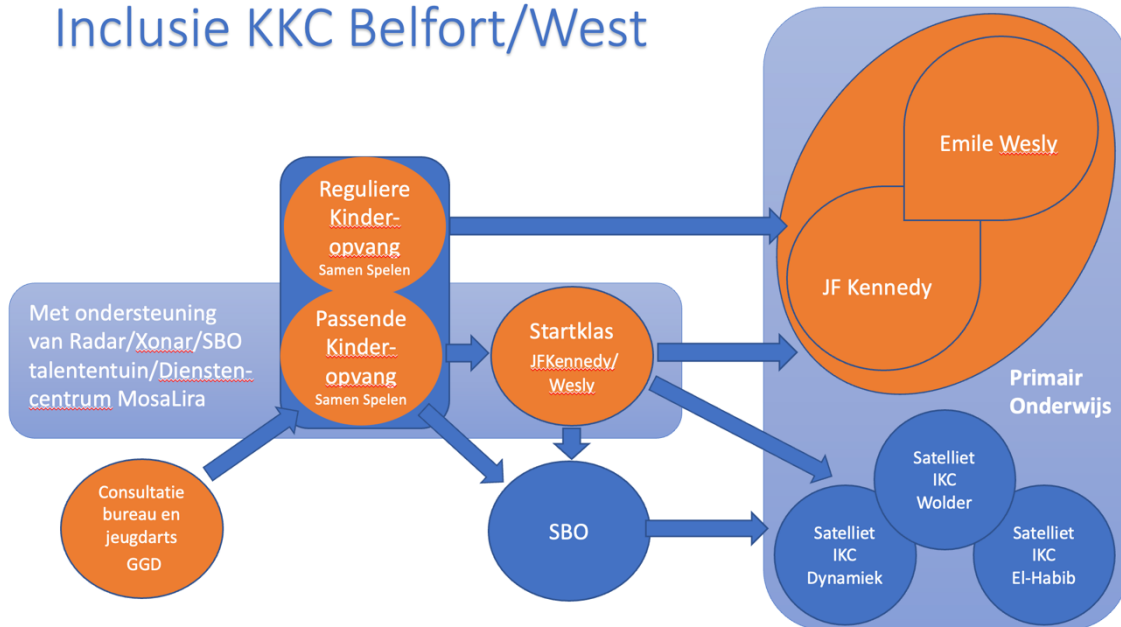 Inclusie KKC Belfort/West
Emile Wesly
JF Kennedy
Reguliere
Kinder-
opvang
Samen Spelen
Met ondersteuning
van Radar/Xonar/SBO
talententuin/Diensten-
centrum MosaLira
Passende
Kinder-
opvang
Samen Spelen
Startklas
JFKennedy/
Wesly
Primair
Onderwijs
Consultatie
bureau en
jeugdarts
GGD
SBO
Satelliet
IKC
Wolder
Satelliet
IKC
Dynamiek
Satelliet
IKC
El-Habib